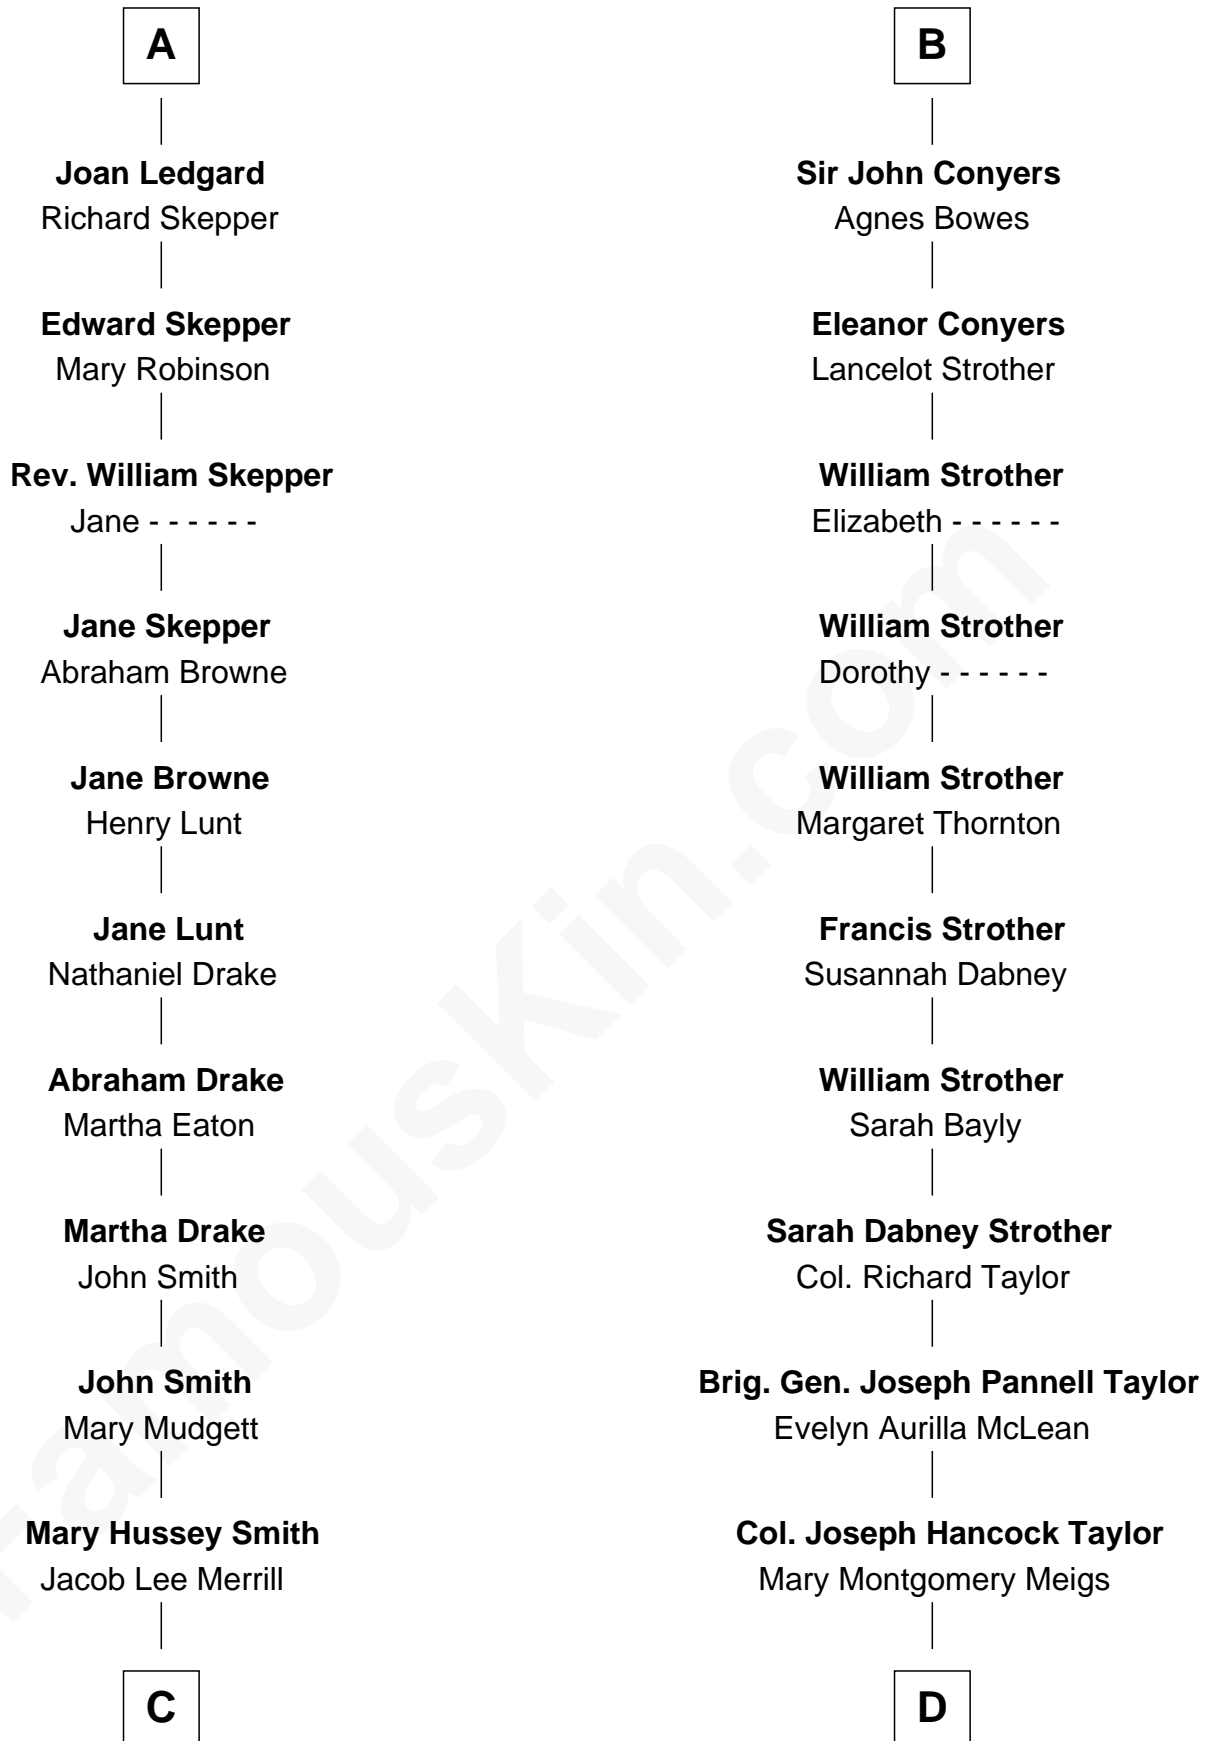 A
Joan Ledgard
Richard Skepper
Edward Skepper
Mary Robinson
Rev. William Skepper
Jane - - - - - -
Jane Skepper
Abraham Browne
Jane Browne
Henry Lunt
Jane Lunt
Nathaniel Drake
Abraham Drake
Martha Eaton
Martha Drake
John Smith
John Smith
Mary Mudgett
Mary Hussey Smith
Jacob Lee Merrill
C
B
Sir John Conyers
Agnes Bowes
Eleanor Conyers
Lancelot Strother
William Strother
Elizabeth - - - - - -
William Strother
Dorothy - - - - - -
William Strother
Margaret Thornton
Francis Strother
Susannah Dabney
William Strother
Sarah Bayly
Sarah Dabney Strother
Col. Richard Taylor
Brig. Gen. Joseph Pannell Taylor
Evelyn Aurilla McLean
Col. Joseph Hancock Taylor
Mary Montgomery Meigs
D
FamousKin.com